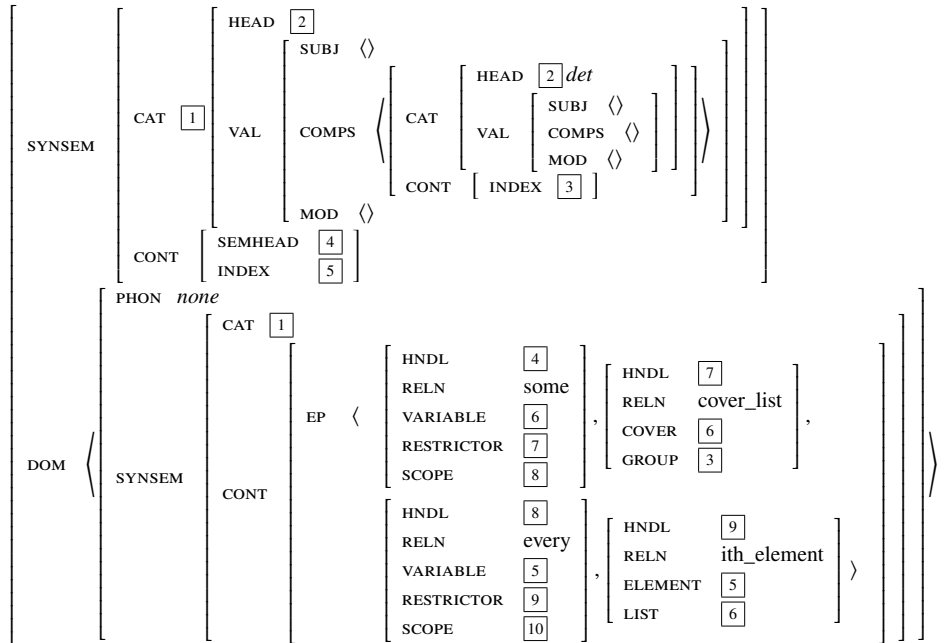 HEAD 2
SUBJ ⟨⟩
HEAD 2 det
SUBJ ⟨⟩
CAT
CAT 1 VAL COMPS VAL COMPS ⟨⟩
SYNSEM MOD ⟨⟩
CONT [ INDEX 3 ]
MOD ⟨⟩
SEMHEAD 4
CONT
INDEX 5
PHON none
CAT 1
HNDL 4
HNDL 7
RELN some
RELN cover_list
EP ⟨ VARIABLE 6 , ,
COVER 6
RESTRICTOR 7
GROUP 3
DOM SCOPE 8
SYNSEM
CONT
HNDL 8
HNDL 9
RELN every
RELN ith_element
VARIABLE 5 , ⟩
ELEMENT 5
RESTRICTOR 9
LIST 6
SCOPE 10